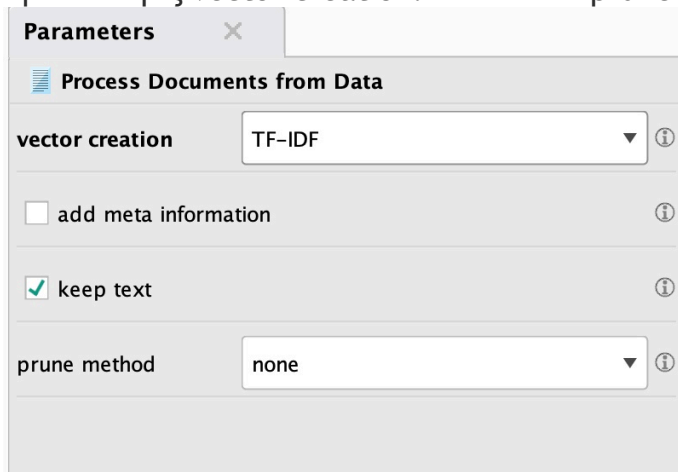 Parameters
Process Documents from Data
vector creation TF-IDF
add meta information
keep text
prune method none